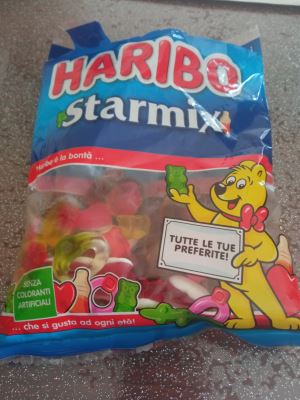 HARIBO
Starmix
Haribo è la bontà ...
TUTTE LE TUE
PREFERITE!
SENZA
COLORANTI
ARTIFICIALI
... che si gusta ad ogni età!